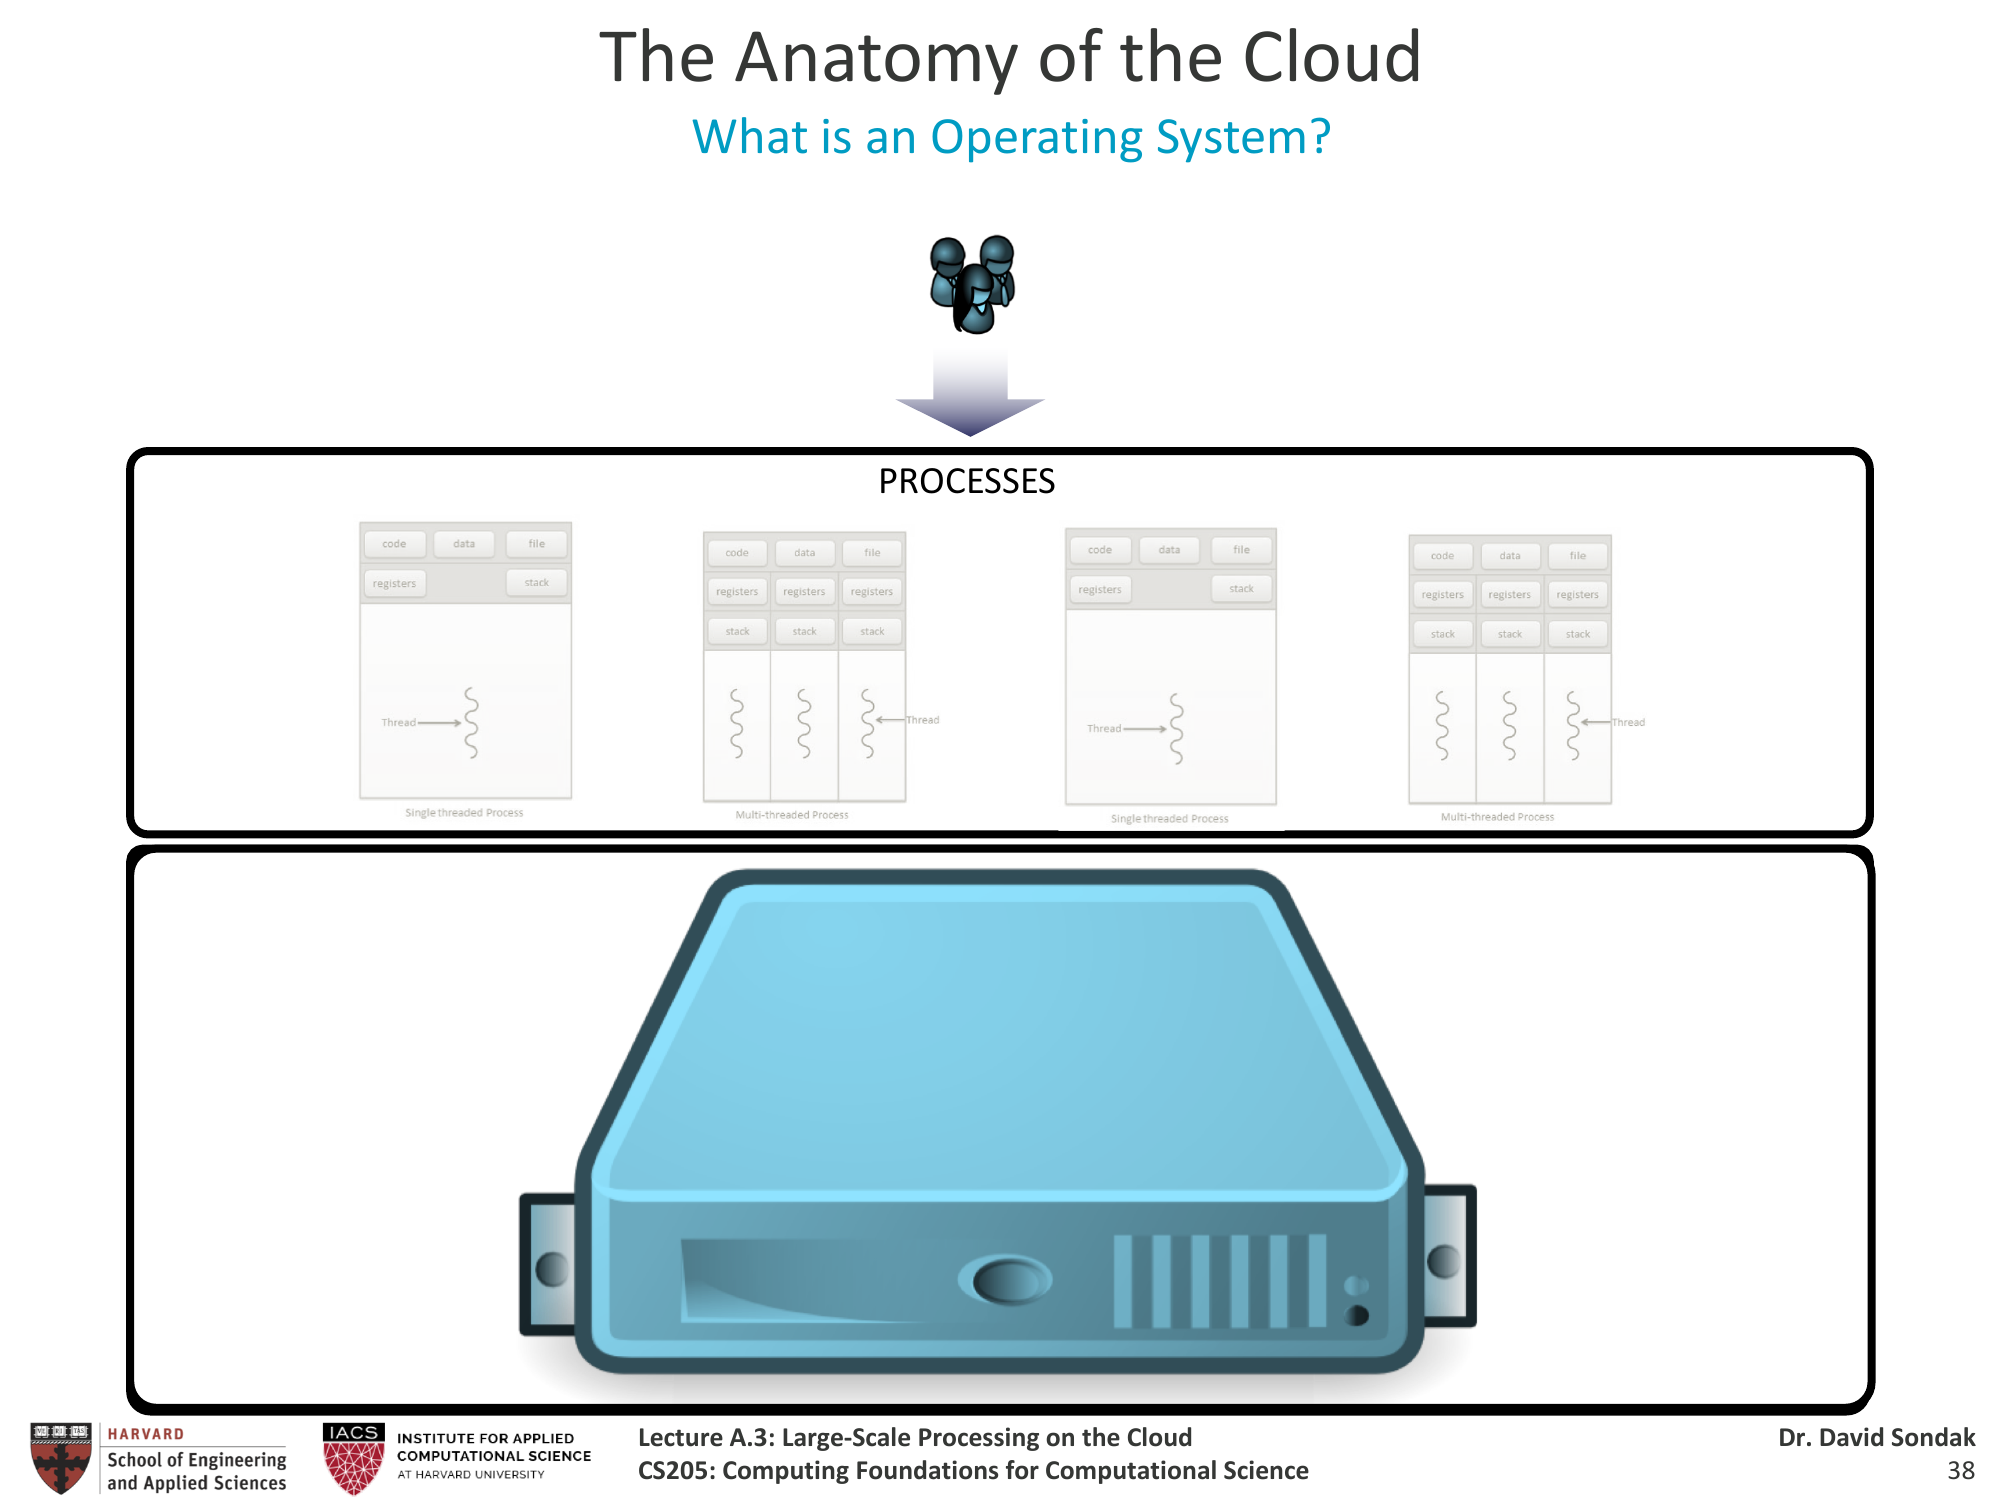 The Anatomy of the Cloud
What is an Operating System?
PROCESSES
code data file
registers stack
Thread
Single threaded Process
code data file
registers registers registers
stack stack stack
Thread
Multi-threaded Process
code data file
registers stack
Thread
Single threaded Process
code data file
registers registers registers
stack stack stack
Thread
Multi-threaded Process
HARVARD
School of Engineering
and Applied Sciences
IACS
INSTITUTE FOR APPLIED
COMPUTATIONAL SCIENCE
AT HARVARD UNIVERSITY
Lecture A.3: Large-Scale Processing on the Cloud
CS205: Computing Foundations for Computational Science
Dr. David Sondak
38